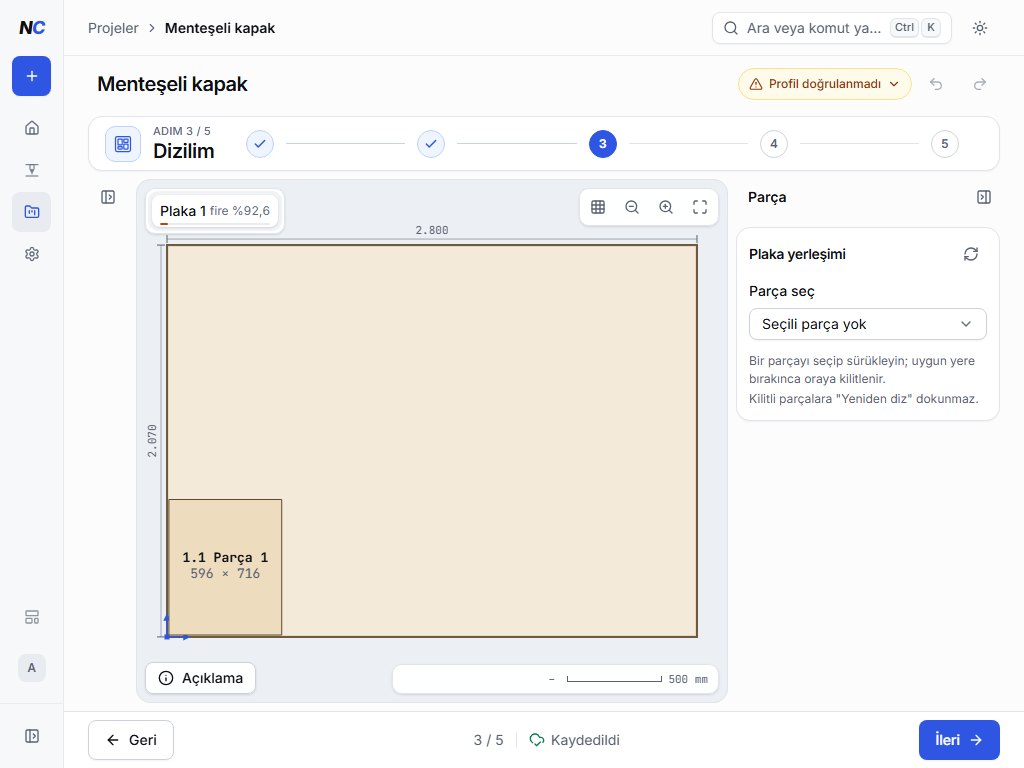 NC
Projeler > Menteşeli kapak
Ara veya komut ya... Ctrl K
Menteşeli kapak
Profil doğrulanmadı
ADIM 3 / 5
Dizilim
3
4
5
Plaka 1 fire %92,6
2.800
2.070
1.1 Parça 1
596 × 716
Açıklama
– 500 mm
Parça
Plaka yerleşimi
Parça seç
Seçili parça yok
Bir parçayı seçip sürükleyin; uygun yere
bırakınca oraya kilitlenir.
Kilitli parçalara "Yeniden diz" dokunmaz.
A
Geri
3 / 5
Kaydedildi
İleri